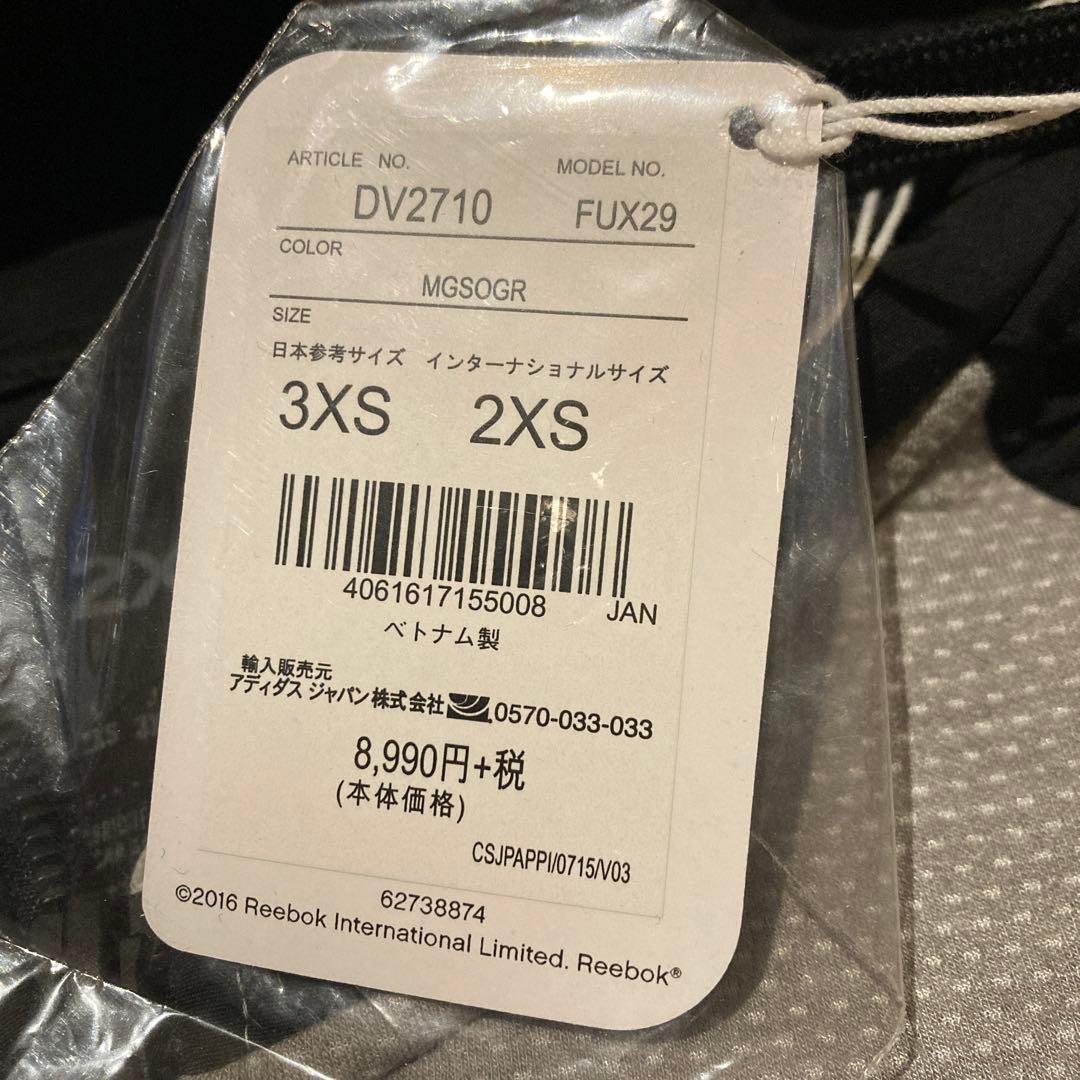 ARTICLE NO. MODEL NO.
DV2710 FUX29
COLOR
MGSOGR
SIZE
日本参考サイズ インターナショナルサイズ
3XS 2XS
4061617155008 JAN
ベトナム製
輸入販売元
アディダス ジャパン株式会社 0570-033-033
8,990円+税
(本体価格)
CSJPAPPI/0715/V03
62738874
©2016 Reebok International Limited. Reebok®